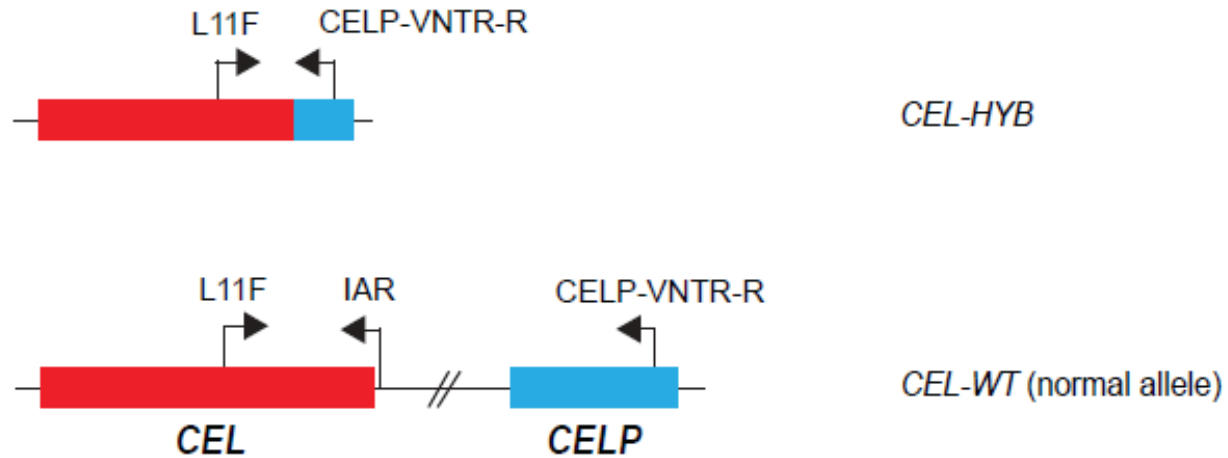 L11F CELP-VNTR-R
CEL-HYB
L11F IAR CELP-VNTR-R
CEL-WT (normal allele)
CEL CELP